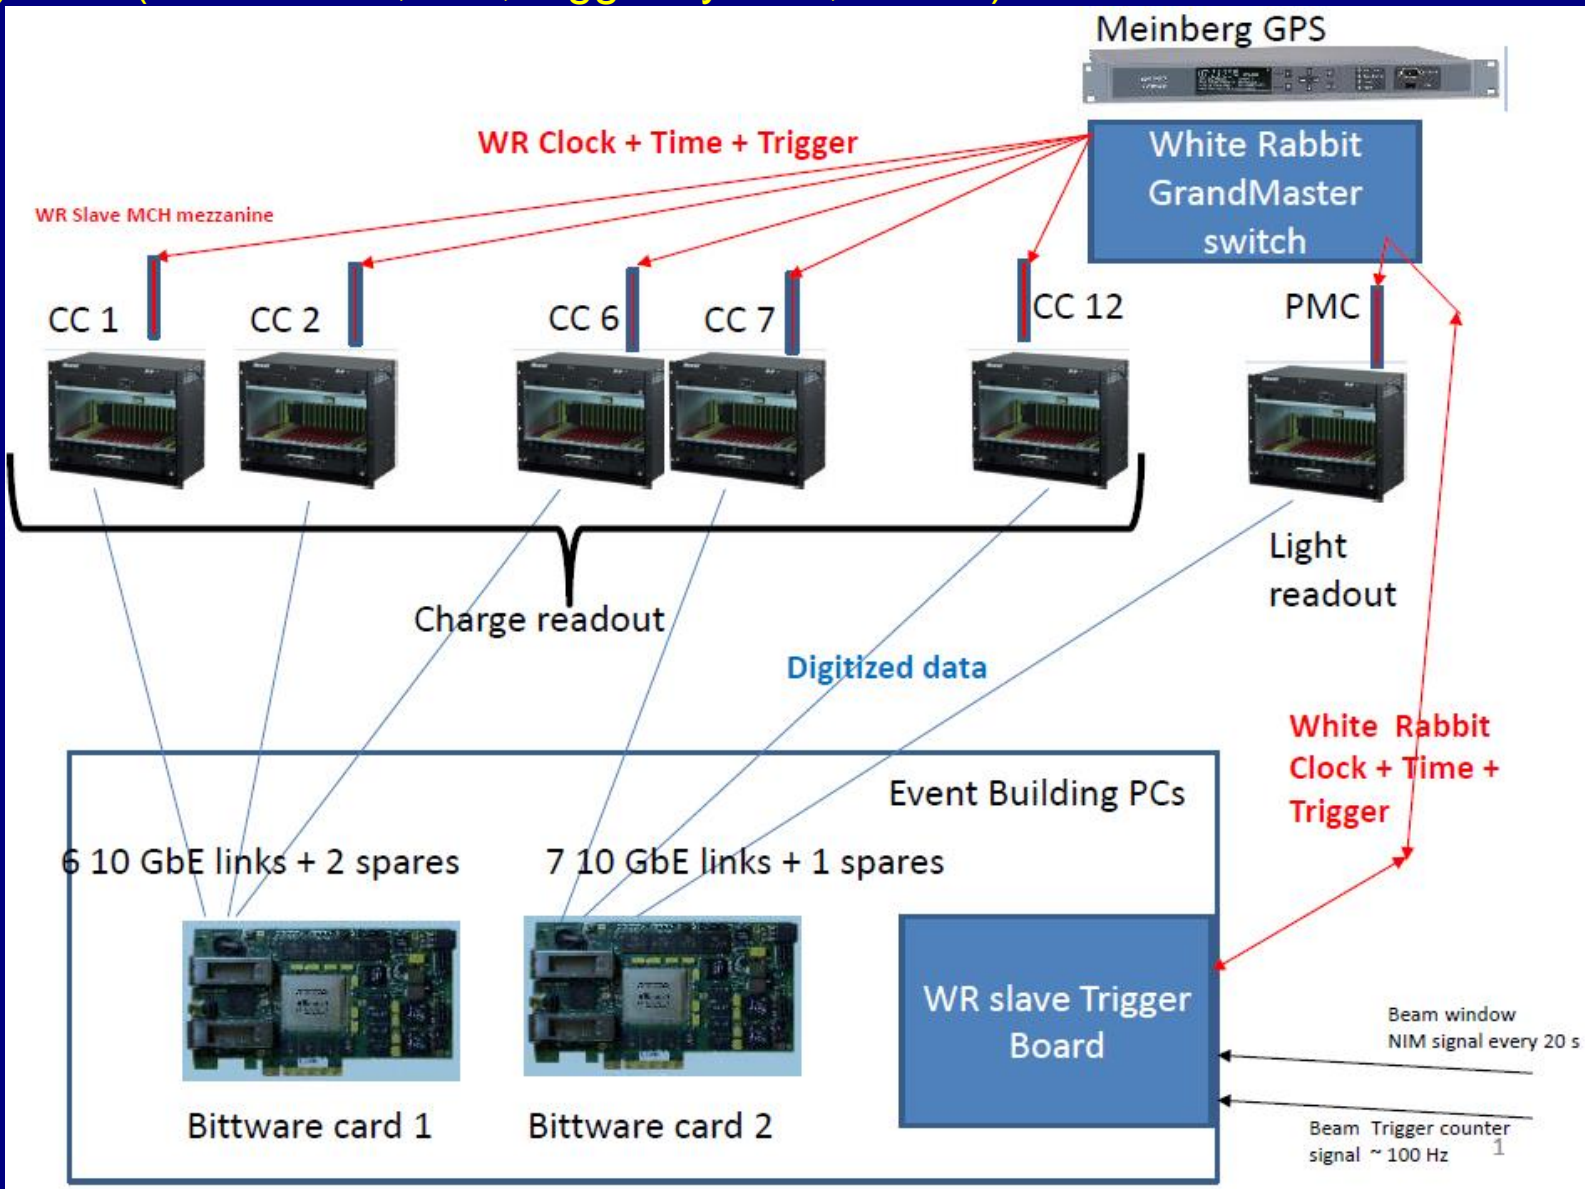 Meinberg GPS
WR Clock + Time + Trigger
White Rabbit
GrandMaster
switch
WR Slave MCH mezzanine
CC 1
CC 2
CC 6
CC 7
CC 12
PMC
Light
readout
Charge readout
Digitized data
White Rabbit
Clock + Time +
Trigger
Event Building PCs
6 10 GbE links + 2 spares
7 10 GbE links + 1 spares
WR slave Trigger
Board
Beam window
NIM signal every 20 s
Bittware card 1
Bittware card 2
Beam Trigger counter
signal ~ 100 Hz
1